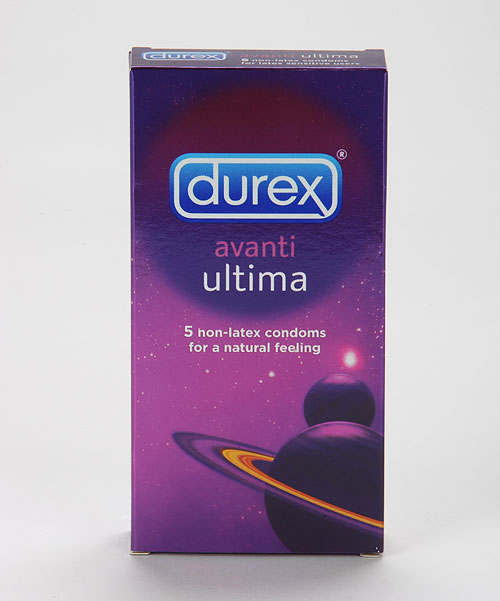 durex avanti ultima
5 non-latex condoms
for latex sensitive users
durex®
avanti
ultima
5 non-latex condoms
for a natural feeling